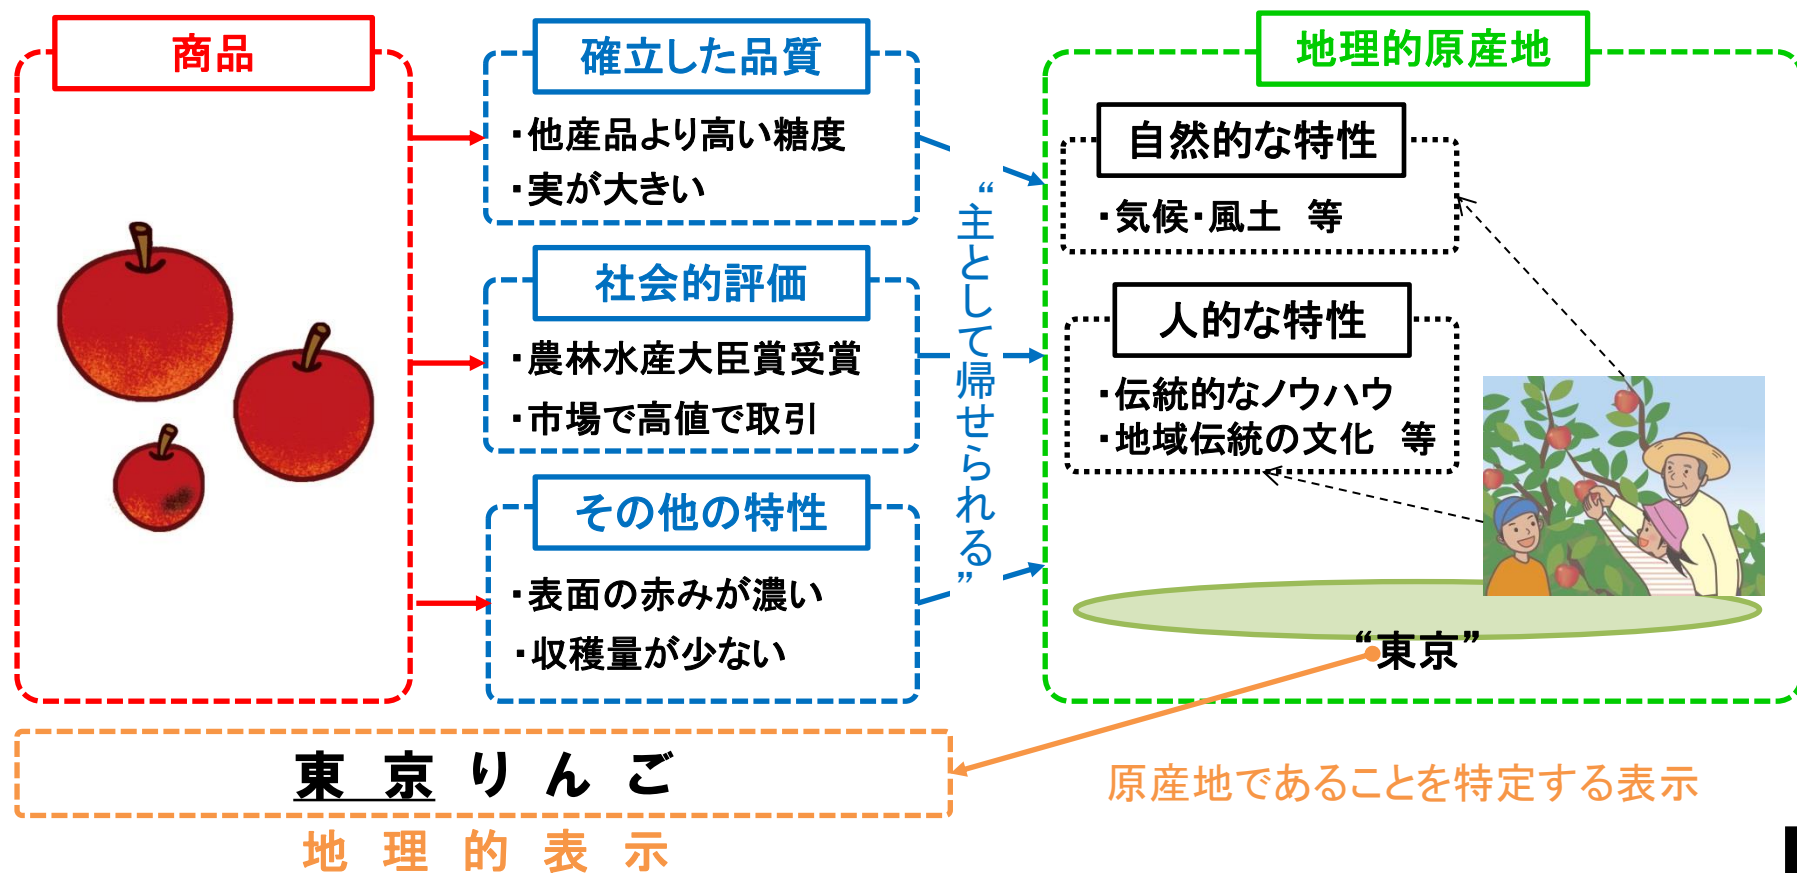 商品
確立した品質
・他産品より高い糖度
・実が大きい
社会的評価
・農林水産大臣賞受賞
・市場で高値で取引
その他の特性
・表面の赤みが濃い
・収穫量が少ない
“主として帰せられる”
地理的原産地
自然的な特性
・気候・風土　等
人的な特性
・伝統的なノウハウ
・地域伝統の文化　等
“東京”
東京りんご
地理的表示
原産地であることを特定する表示